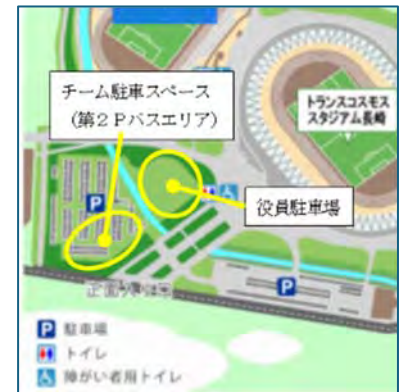 チーム駐車スペース
(第2Pバスエリア)
トランスコスモス
スタジアム長崎
役員駐車場
P
P
P 駐車場
トイレ
障がい者用トイレ